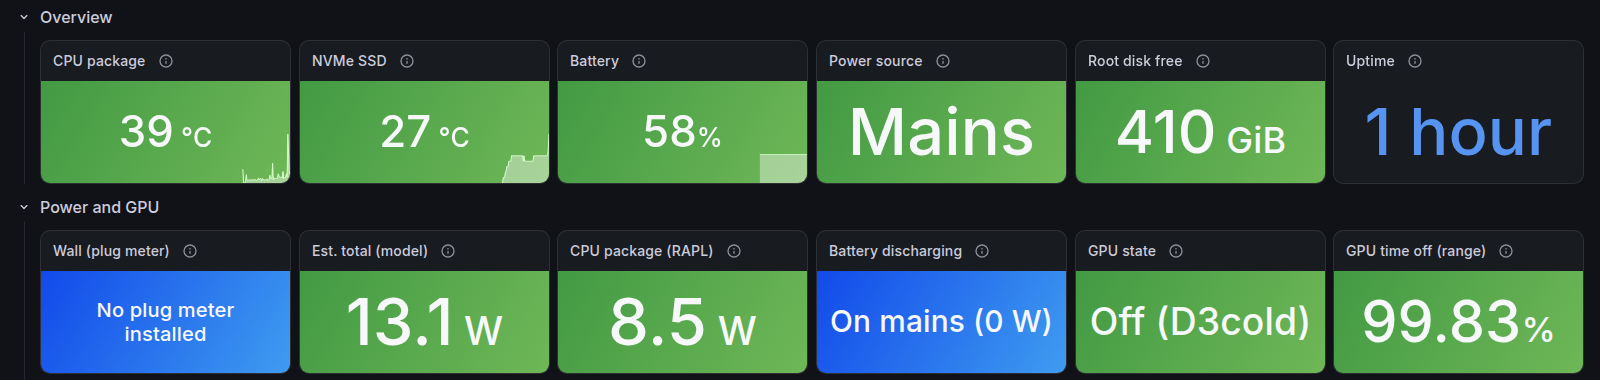 Overview
CPU package
NVMe SSD
Battery
Power source
Root disk free
Uptime
39 °C
27 °C
58%
Mains
410 GiB
1 hour
Power and GPU
Wall (plug meter)
Est. total (model)
CPU package (RAPL)
Battery discharging
GPU state
GPU time off (range)
No plug meter
installed
13.1 W
8.5 W
On mains (0 W)
Off (D3cold)
99.83%